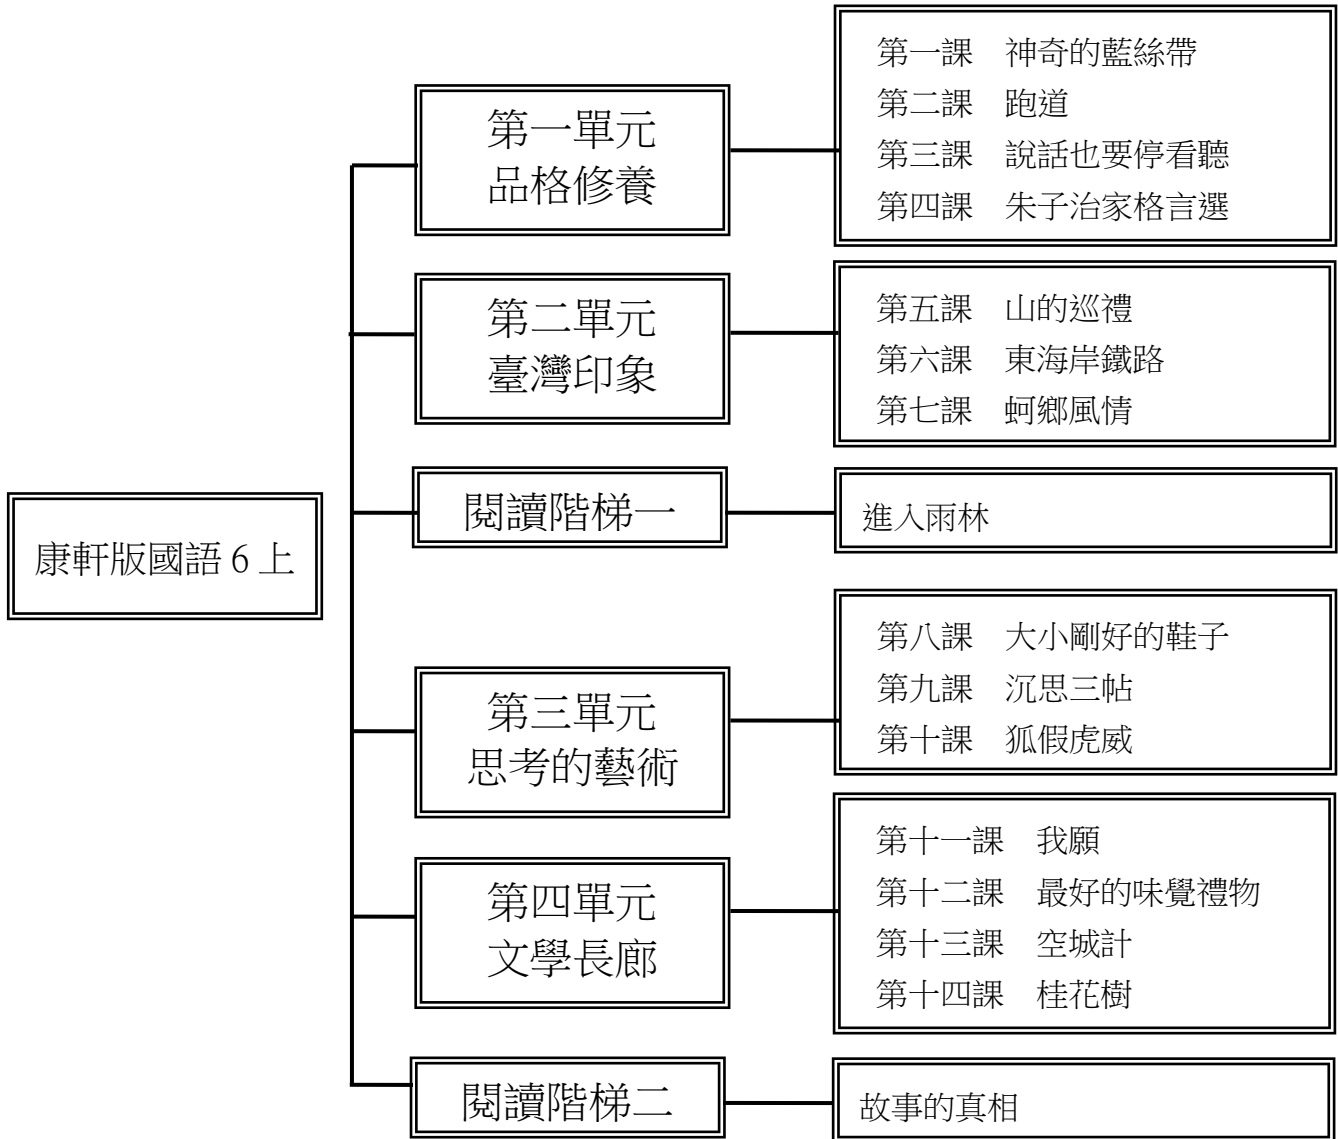 康軒版國語 6 上
第一單元
品格修養
第一課　神奇的藍絲帶
第二課　跑道
第三課　說話也要停看聽
第四課　朱子治家格言選
第二單元
臺灣印象
第五課　山的巡禮
第六課　東海岸鐵路
第七課　蚵鄉風情
閱讀階梯一
進入雨林
第三單元
思考的藝術
第八課　大小剛好的鞋子
第九課　沉思三帖
第十課　狐假虎威
第四單元
文學長廊
第十一課　我願
第十二課　最好的味覺禮物
第十三課　空城計
第十四課　桂花樹
閱讀階梯二
故事的真相